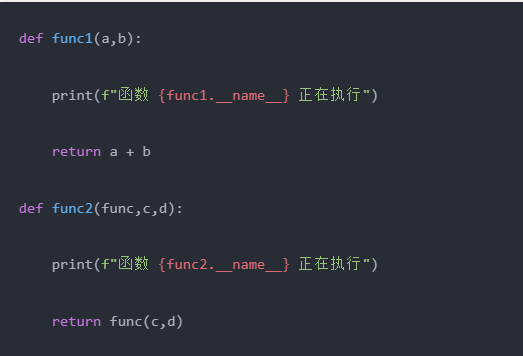 def func1(a,b):
    print(f"函数 {func1.__name__} 正在执行")
    return a + b
def func2(func,c,d):
    print(f"函数 {func2.__name__} 正在执行")
    return func(c,d)